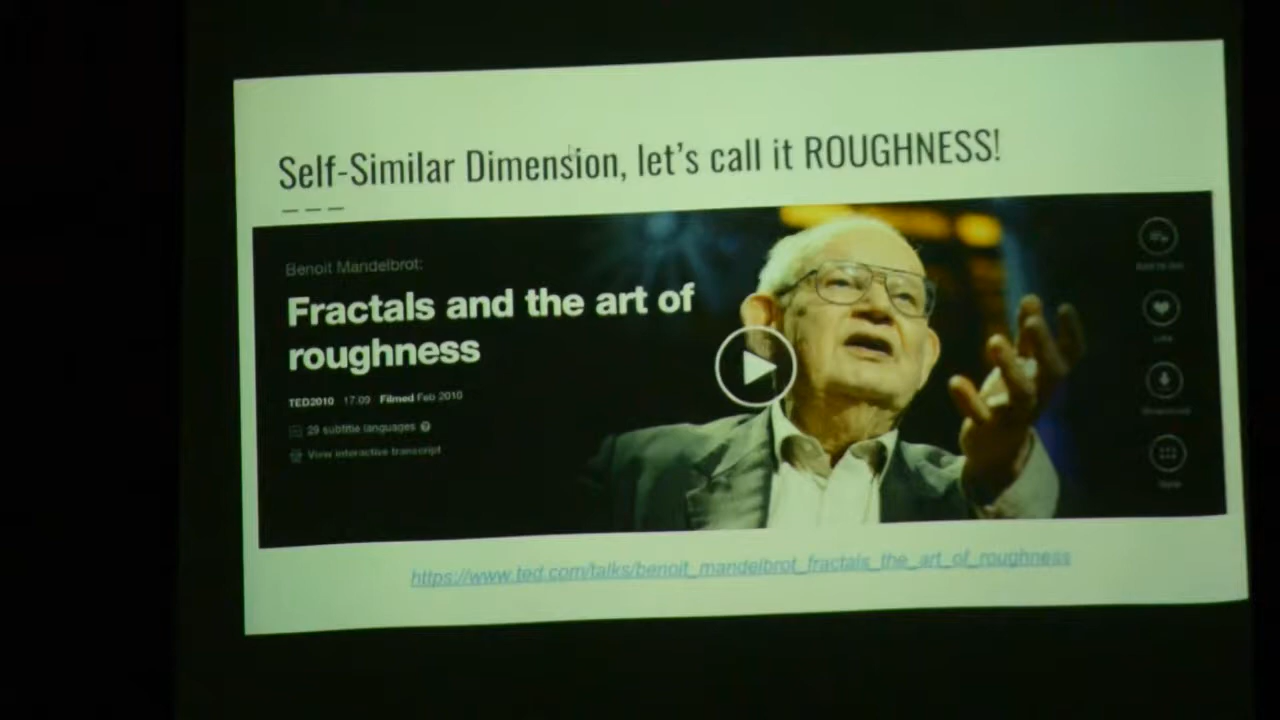 Self-Similar Dimension, let's call it ROUGHNESS!
Benoit Mandelbrot:
Fractals and the art of
roughness
TED2010 17:09 Filmed Feb 2010
29 subtitle languages
View interactive transcript
https://www.ted.com/talks/benoit_mandelbrot_fractals_the_art_of_roughness